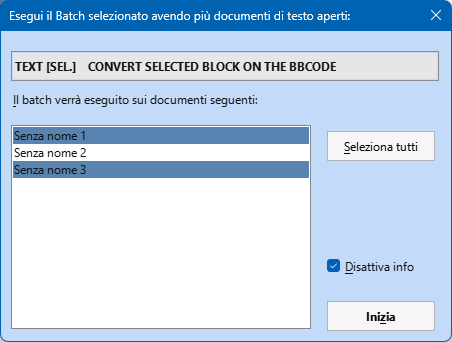 Esegui il Batch selezionato avendo più documenti di testo aperti:
TEXT [SEL.] CONVERT SELECTED BLOCK ON THE BBCODE
Il batch verrà eseguito sui documenti seguenti:
Senza nome 1
Senza nome 2
Senza nome 3
Seleziona tutti
Disattiva info
Inizia